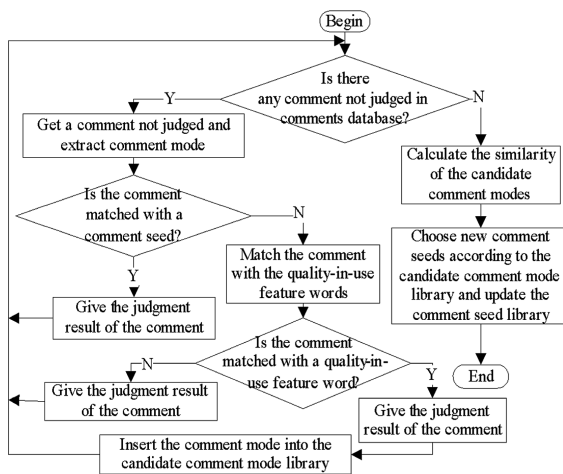 Begin
Is there
any comment not judged in
comments database?
Y
N
Get a comment not judged and
extract comment mode
Calculate the similarity
of the candidate
comment modes
Is the comment
matched with a
comment seed?
N
Y
Match the comment
with the quality-in-use
feature words
Choose new comment
seeds according to the
candidate comment mode
library and update the
comment seed library
Give the judgment
result of the comment
Is the comment
matched with a quality-in-
use feature word?
N
Y
End
Give the judgment result
of the comment
Give the judgment
result of the comment
Insert the comment mode into the
candidate comment mode library